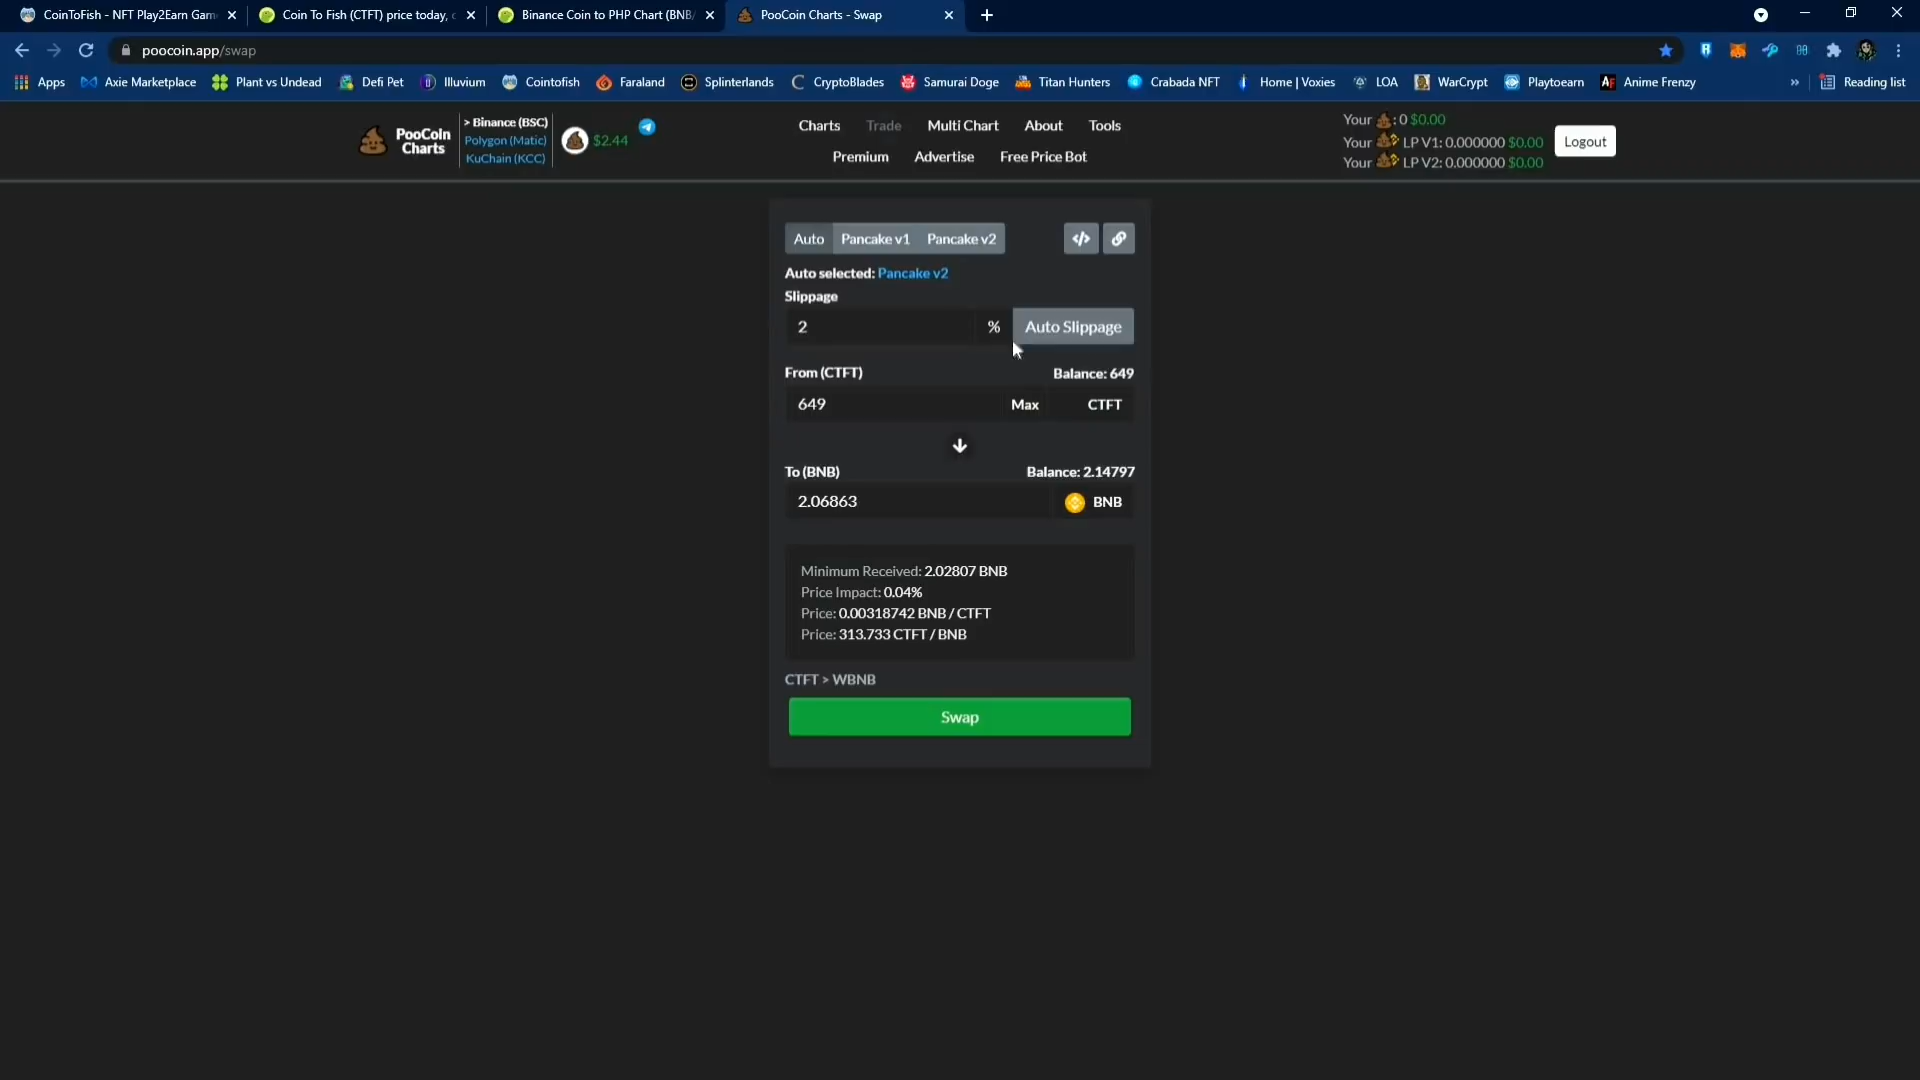 CoinToFish - NFT Play2Earn Gam
Coin To Fish (CTFT) price today, c
Binance Coin to PHP Chart (BNB/
PooCoin Charts - Swap
poocoin.app/swap
Apps
Axie Marketplace
Plant vs Undead
Defi Pet
Illuvium
Cointofish
Faraland
Splinterlands
CryptoBlades
Samurai Doge
Titan Hunters
Crabada NFT
Home | Voxies
LOA
WarCrypt
Playtoearn
AF Anime Frenzy
»
Reading list
PooCoin
Charts
> Binance (BSC)
Polygon (Matic)
KuChain (KCC)
$2.44
Charts Trade Multi Chart About Tools
Premium Advertise Free Price Bot
Your : 0 $0.00
Your LP V1: 0.000000 $0.00
Your LP V2: 0.000000 $0.00
Logout
Auto Pancake v1 Pancake v2
Auto selected: Pancake v2
Slippage
2 % Auto Slippage
From (CTFT) Balance: 649
649 Max CTFT
To (BNB) Balance: 2.14797
2.06863 BNB
Minimum Received: 2.02807 BNB
Price Impact: 0.04%
Price: 0.00318742 BNB / CTFT
Price: 313.733 CTFT / BNB
CTFT > WBNB
Swap